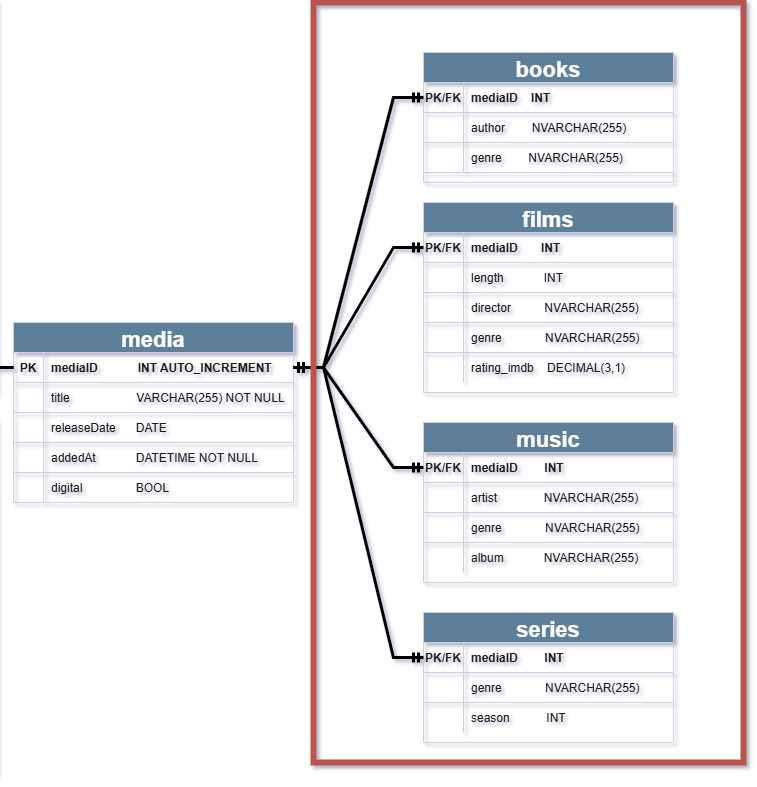 books
PK/FK mediaID INT
author NVARCHAR(255)
genre NVARCHAR(255)
films
PK/FK mediaID INT
length INT
director NVARCHAR(255)
genre NVARCHAR(255)
rating_imdb DECIMAL(3,1)
media
PK mediaID INT AUTO_INCREMENT
title VARCHAR(255) NOT NULL
releaseDate DATE
addedAt DATETIME NOT NULL
digital BOOL
music
PK/FK mediaID INT
artist NVARCHAR(255)
genre NVARCHAR(255)
album NVARCHAR(255)
series
PK/FK mediaID INT
genre NVARCHAR(255)
season INT